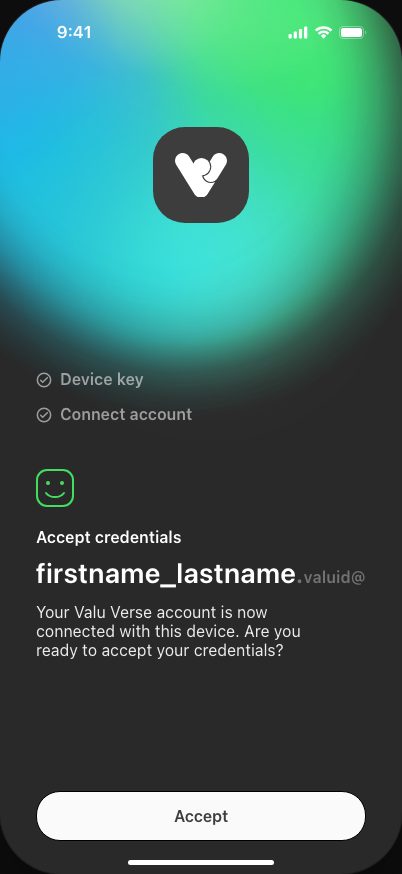 9:41
Device key
Connect account
Accept credentials
firstname_lastname.valuid@
Your Valu Verse account is now
connected with this device. Are you
ready to accept your credentials?
Accept